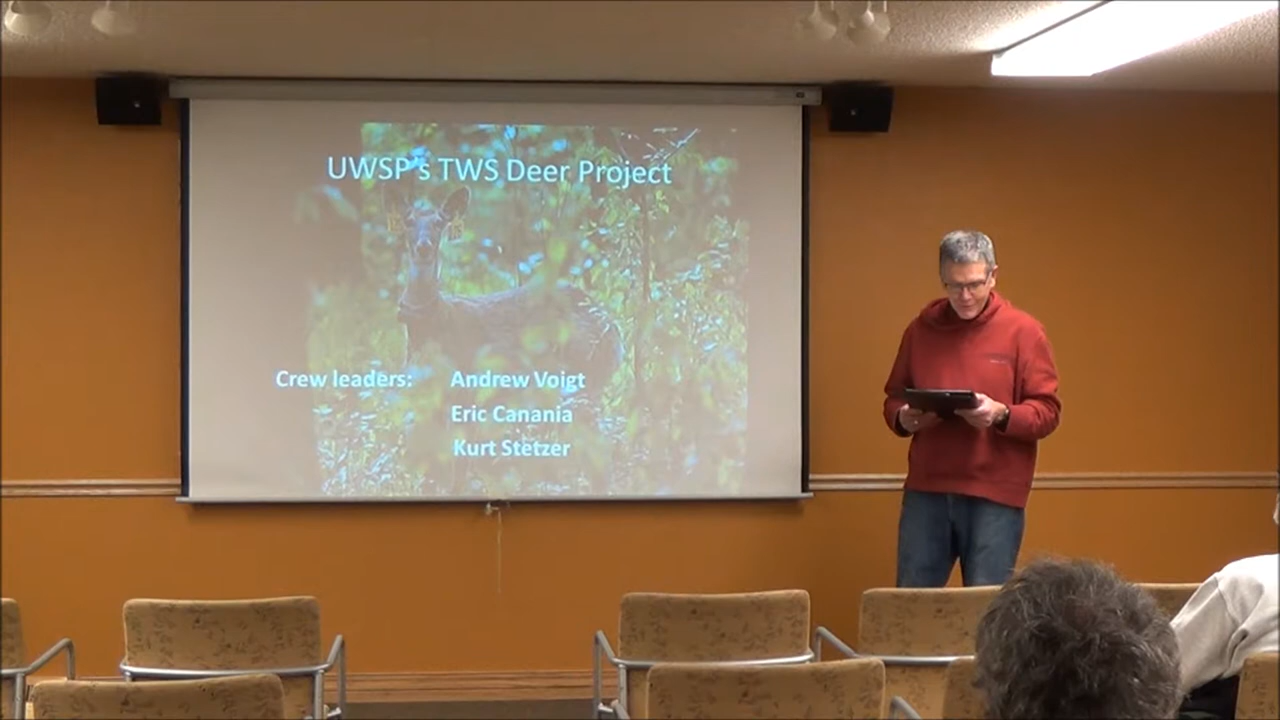 UWSP's TWS Deer Project
Crew leaders: Andrew Voigt
Eric Canania
Kurt Stetzer